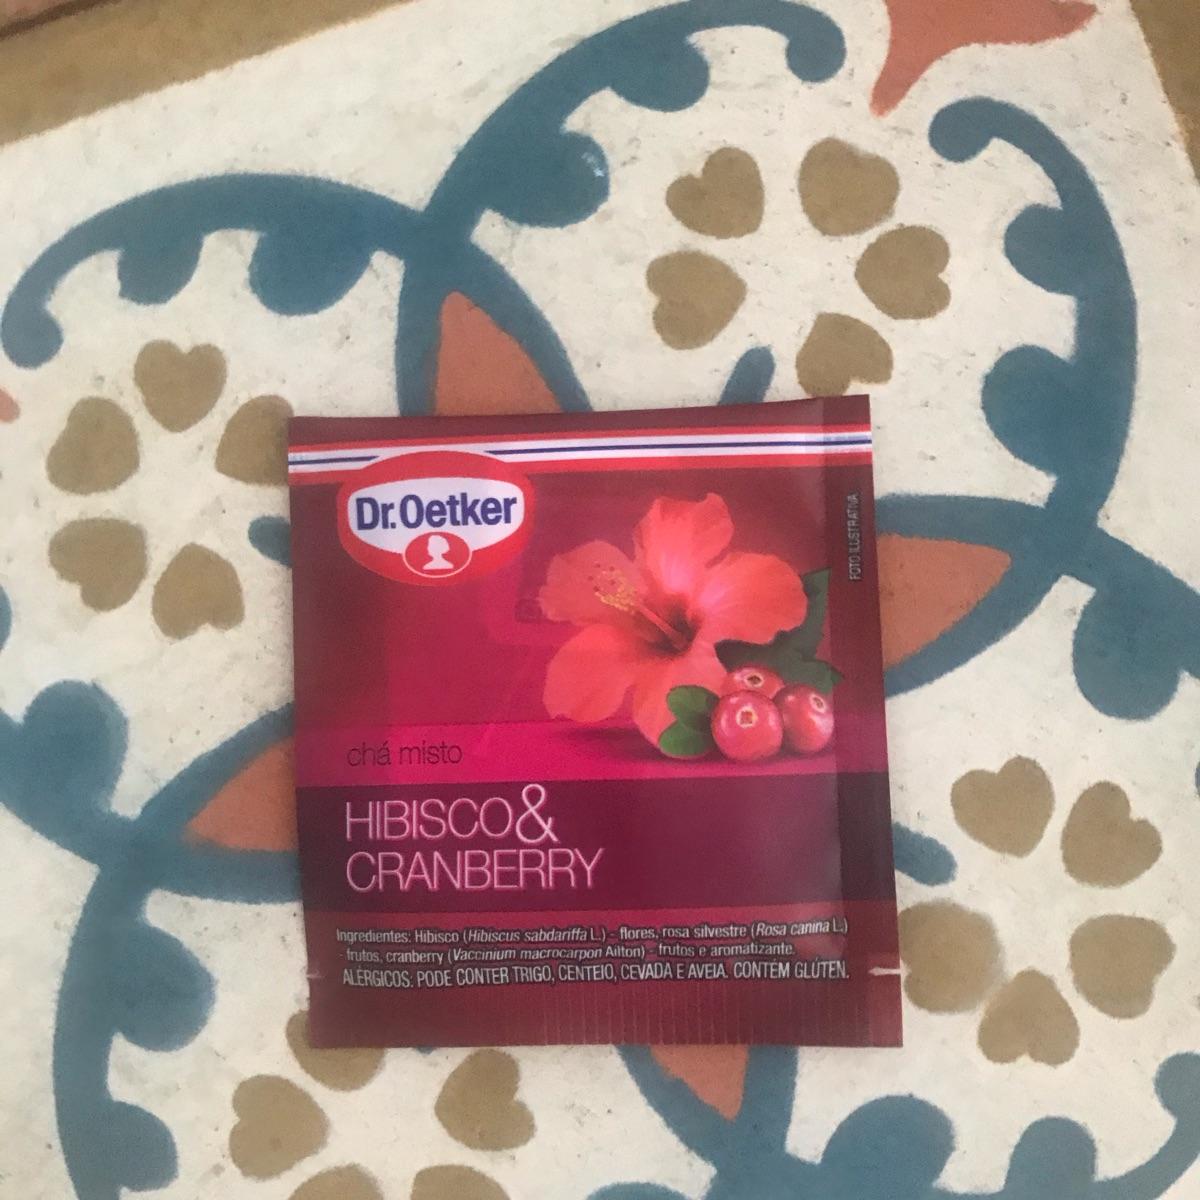 Dr.Oetker
FOTO ILUSTRATIVA
chá misto
HIBISCO &
CRANBERRY
Ingredientes: Hibisco (Hibiscus sabdariffa L.) - flores, rosa silvestre (Rosa canina L.)
- frutos, cranberry (Vaccinium macrocarpon Ailton) - frutos e aromatizante.
ALÉRGICOS: PODE CONTER TRIGO, CENTEIO, CEVADA E AVEIA. CONTÉM GLÚTEN.